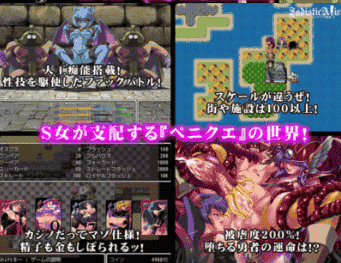 SadisticAlice
人工痴能搭載!
性技を駆使したブラックバトル!
スケールが違うぜ!
街や施設は100以上!
S女が支配する『ペニクエ』の世界!
カジノだってマゾ仕様!
精子も金もしぼられるッ!
被虐度200%!
堕ちる勇者の運命は!?